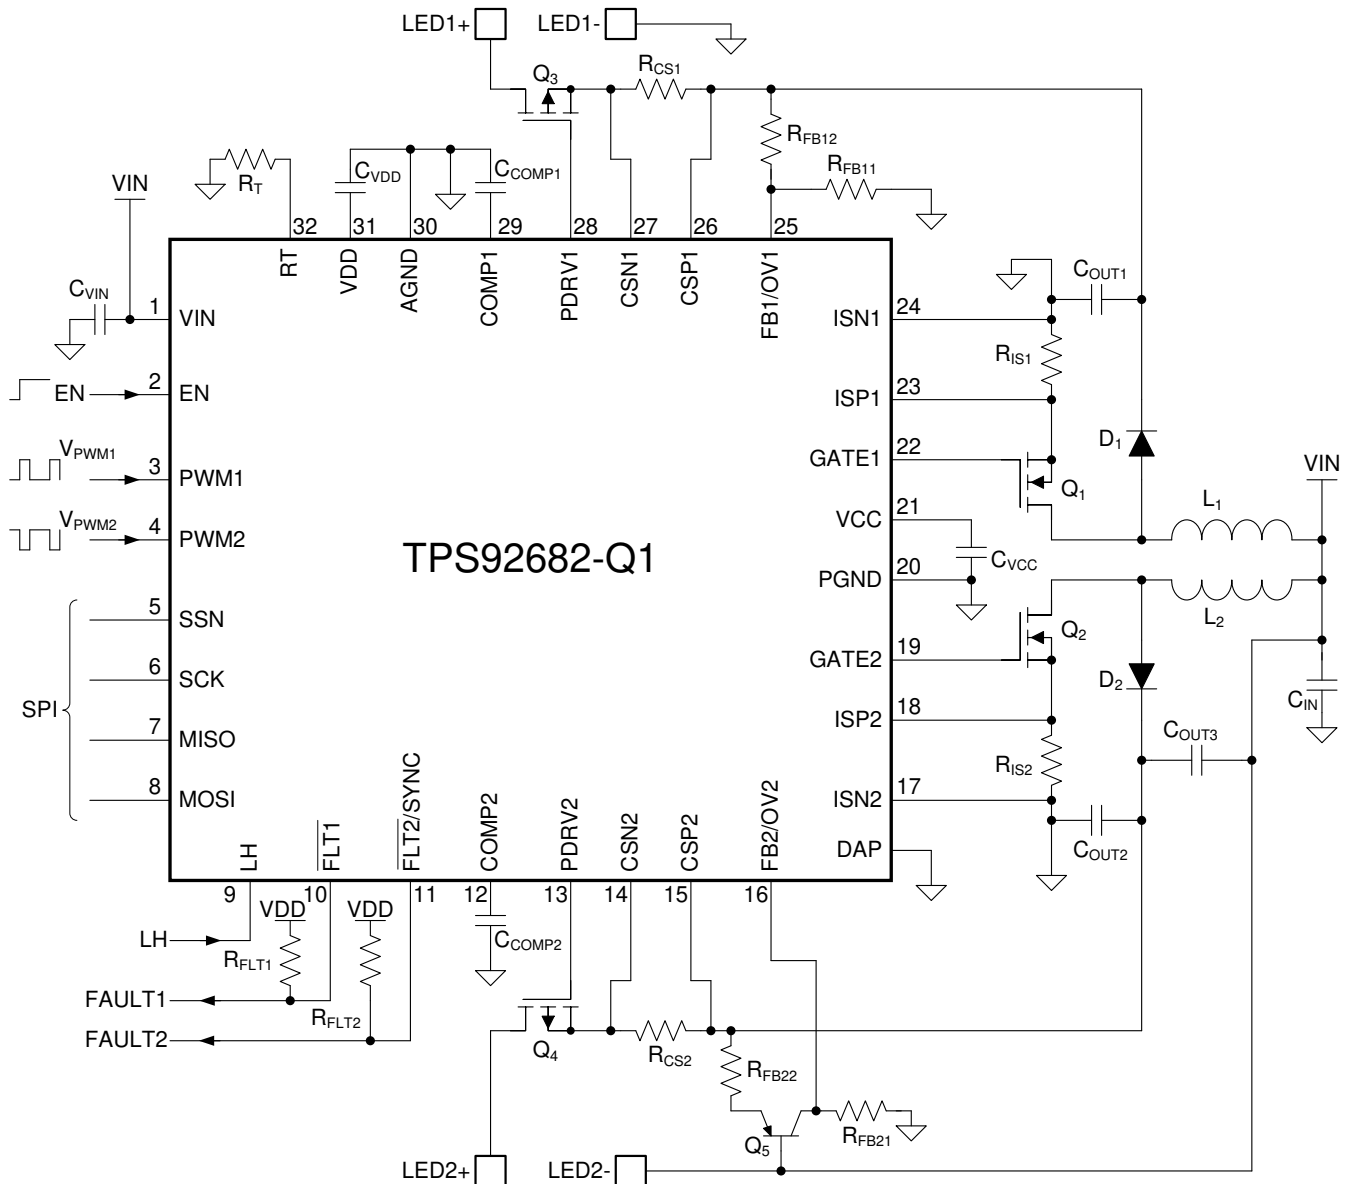 LED1+ LED1-
Q3 RCS1
RFB12
RFB11
RT CVDD CCOMP1
VIN
32 31 30 29 28 27 26 25
RT VDD AGND COMP1 PDRV1 CSN1 CSP1 FB1/OV1
CVIN
1 VIN
EN 2 EN
VPWM1 3 PWM1
VPWM2 4 PWM2
SPI
5 SSN
6 SCK
7 MISO
8 MOSI
TPS92682-Q1
ISN1 24
ISP1 23
GATE1 22
VCC 21
PGND 20
GATE2 19
ISP2 18
ISN2 17
DAP
COUT1
RIS1
D1
Q1
L1
VIN
CVCC
L2
Q2
D2
CIN
COUT3
RIS2
COUT2
LH FLT1 FLT2/SYNC COMP2 PDRV2 CSN2 CSP2 FB2/OV2
9 10 11 12 13 14 15 16
VDD VDD
LH
RFLT1
CCOMP2
FAULT1
RFLT2
FAULT2
Q4 RCS2
RFB22
Q5 RFB21
LED2+ LED2-